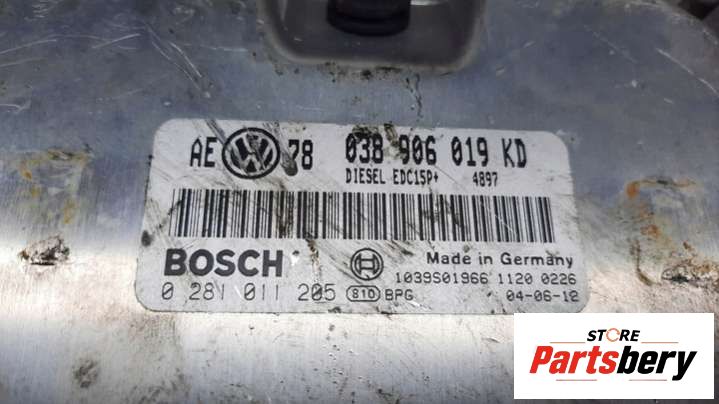 AE VW 78 038 906 019 KD
DIESEL EDC15P+ 4897
BOSCH Made in Germany
1039S01966 1120 0226
0 281 011 205 810 BPG 04-06-12
STORE
Partsbery